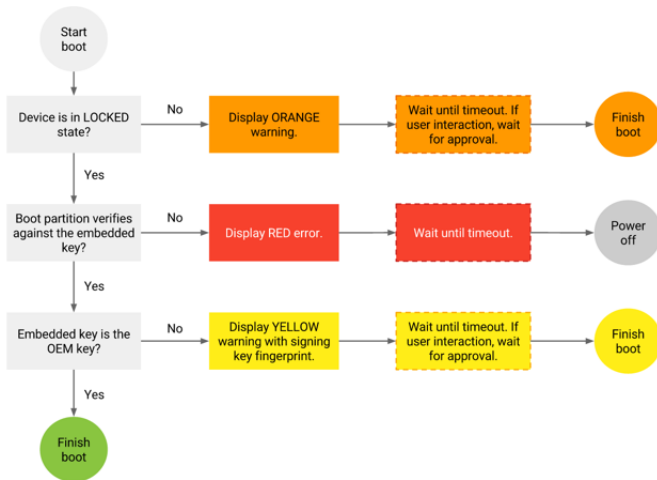 Start
boot
Device is in LOCKED
state?
No
Display ORANGE
warning.
Wait until timeout. If
user interaction, wait
for approval.
Finish
boot
Yes
Boot partition verifies
against the embedded
key?
No
Display RED error.
Wait until timeout.
Power
off
Yes
Embedded key is the
OEM key?
No
Display YELLOW
warning with signing
key fingerprint.
Wait until timeout. If
user interaction, wait
for approval.
Finish
boot
Yes
Finish
boot